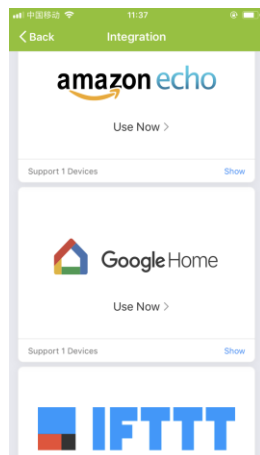 中国移动 11:37
Back Integration
amazon echo
Use Now >
Support 1 Devices Show
Google Home
Use Now >
Support 1 Devices Show
IFTTT